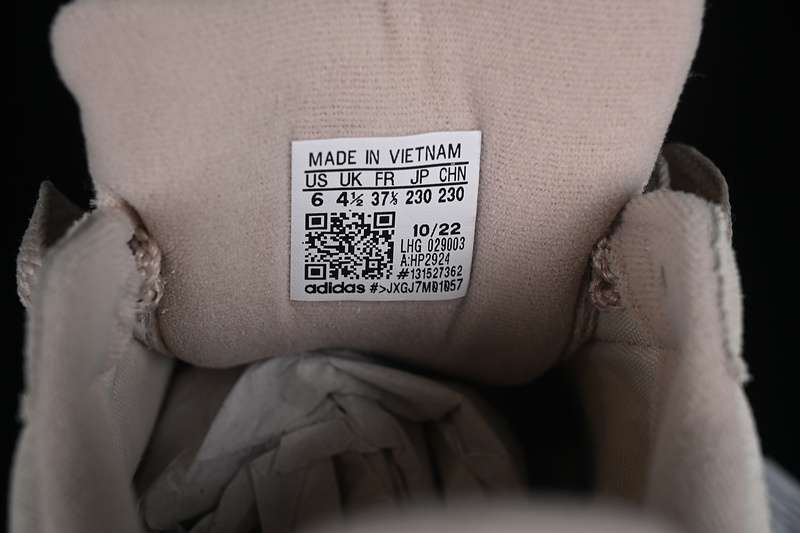 MADE IN VIETNAM
US UK FR JP CHN
6 4½ 37⅓ 230 230
10/22
LHG 029003
A:HP2924
#131527362
adidas #>JXGJ7M01057